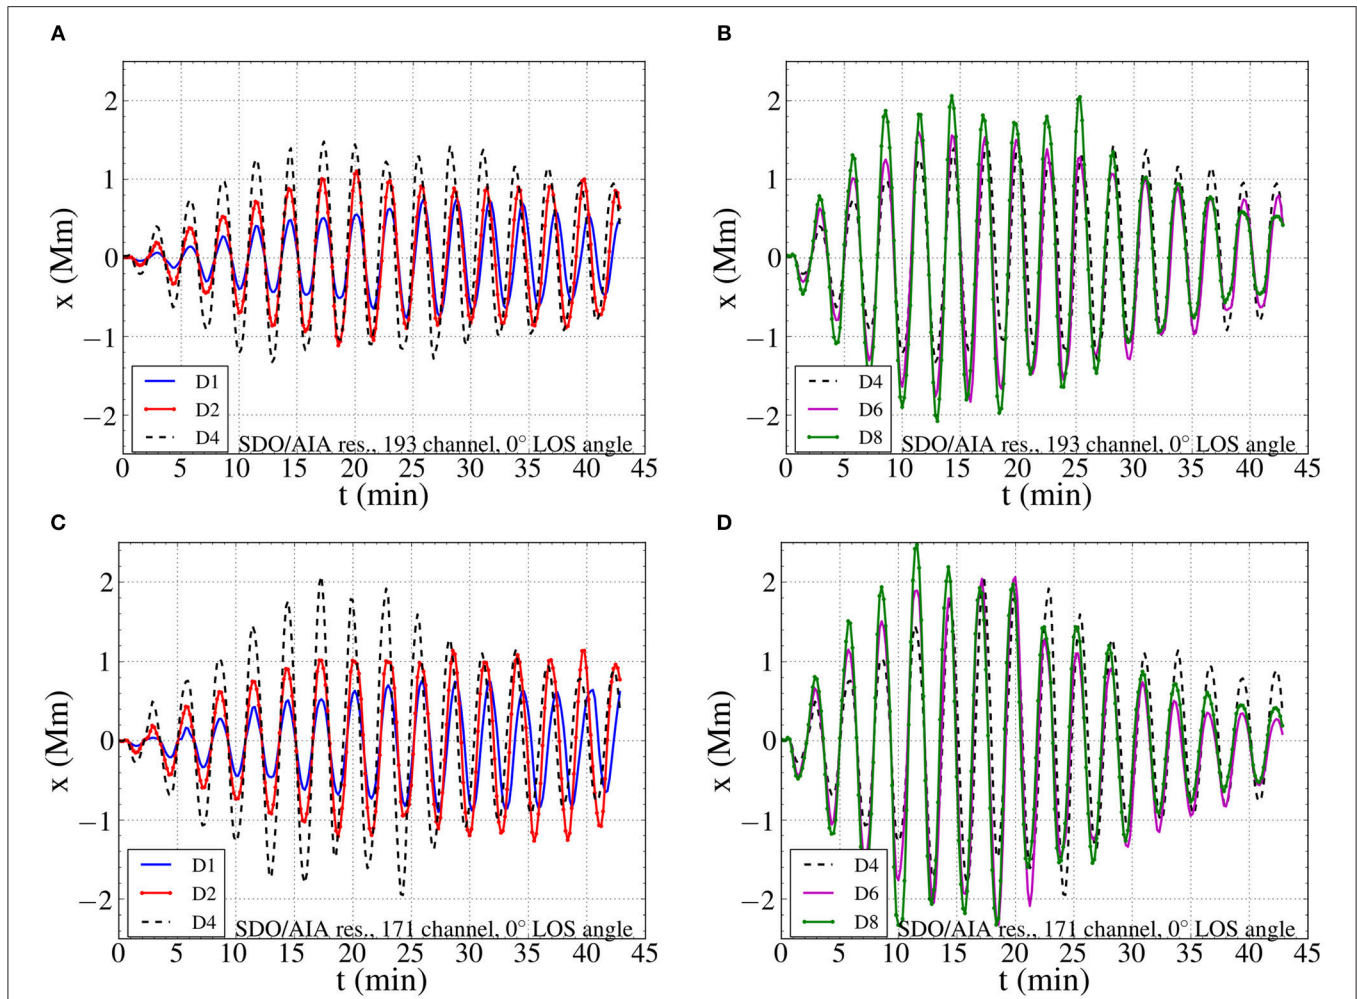 A
B
2
1
0
−1
−2
x (Mm)
D1
D2
D4
SDO/AIA res., 193 channel, 0° LOS angle
0 5 10 15 20 25 30 35 40 45
t (min)
2
1
0
−1
−2
x (Mm)
D4
D6
D8
SDO/AIA res., 193 channel, 0° LOS angle
0 5 10 15 20 25 30 35 40 45
t (min)
C
D
2
1
0
−1
−2
x (Mm)
D1
D2
D4
SDO/AIA res., 171 channel, 0° LOS angle
0 5 10 15 20 25 30 35 40 45
t (min)
2
1
0
−1
−2
x (Mm)
D4
D6
D8
SDO/AIA res., 171 channel, 0° LOS angle
0 5 10 15 20 25 30 35 40 45
t (min)